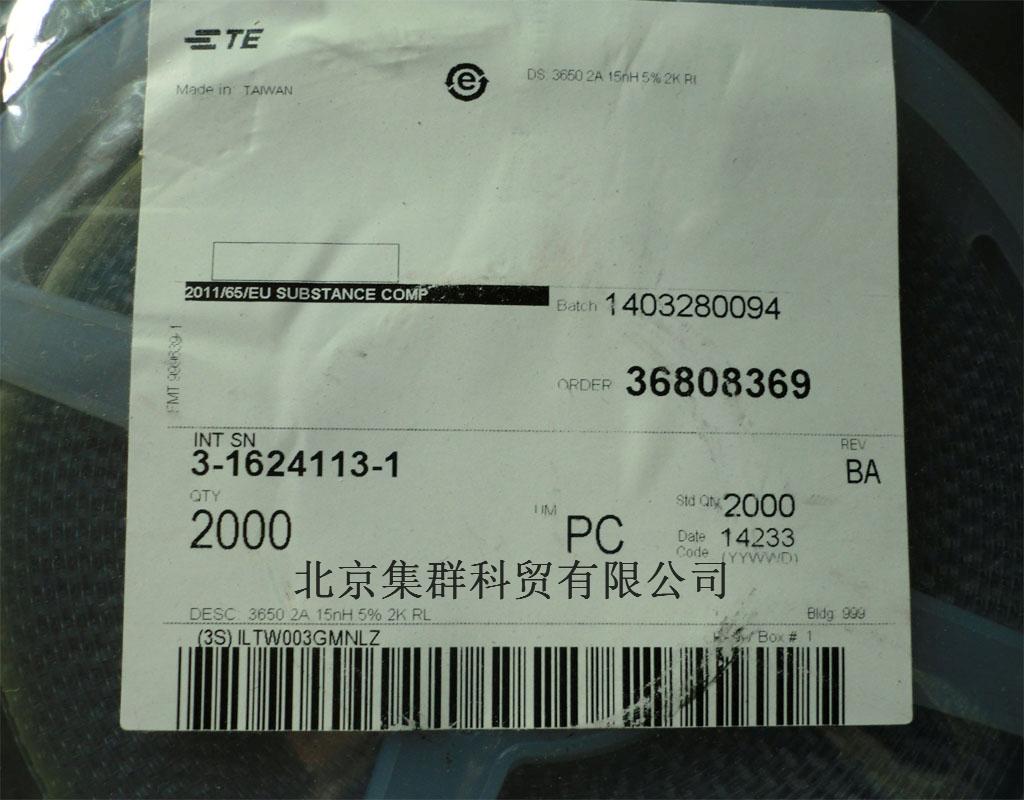 TE
Made in: TAIWAN
e
DS: 3650 2A 15nH 5% 2K RL
2011/65/EU SUBSTANCE COMP
Batch 1403280094
FMT 999639-1
ORDER 36808369
INT SN
3-1624113-1
REV
BA
QTY
2000
UM
PC
Std Qty 2000
Date Code 14233
(YYWWD)
北京集群科贸有限公司
DESC: 3650 2A 15nH 5% 2K RL
Bldg: 999
(3S) ILTW003GMNLZ
Box # 1